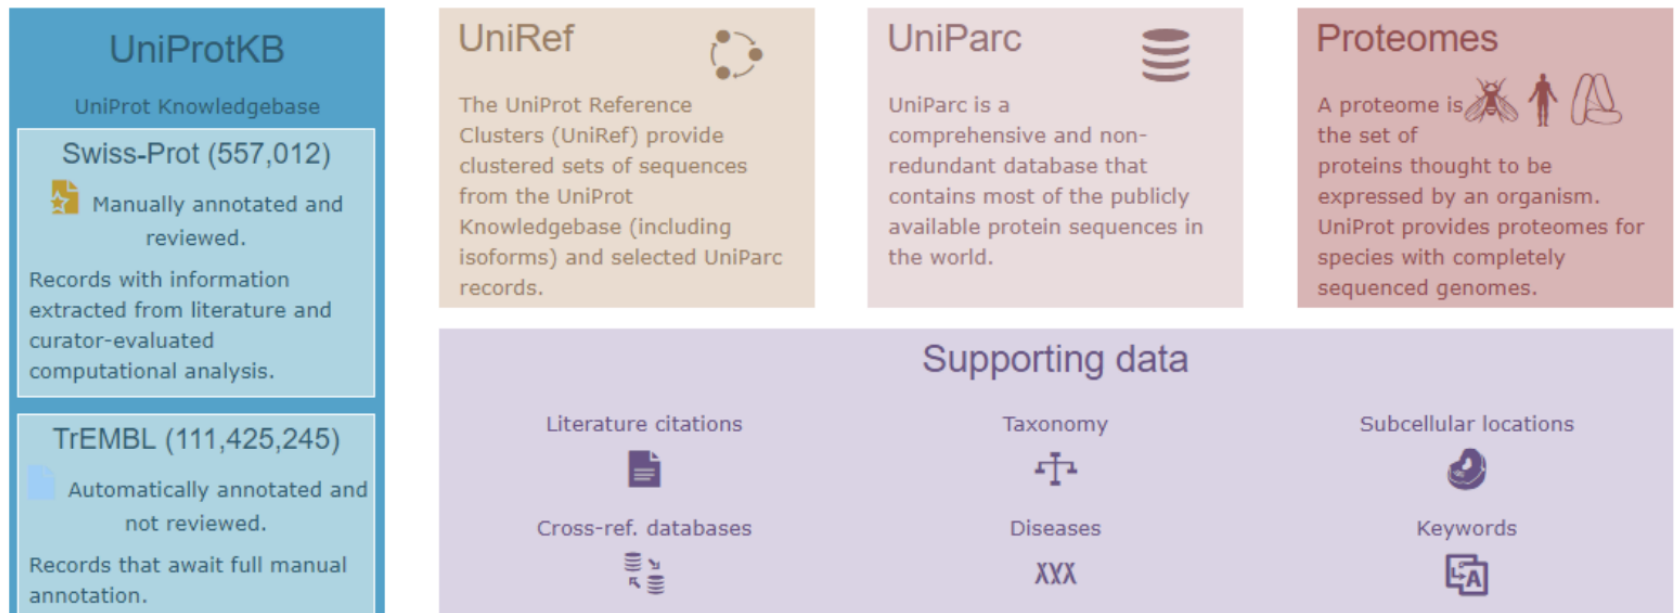 UniProtKB
UniProt Knowledgebase
Swiss-Prot (557,012)
Manually annotated and
reviewed.
Records with information
extracted from literature and
curator-evaluated
computational analysis.
TrEMBL (111,425,245)
Automatically annotated and
not reviewed.
Records that await full manual
annotation.
UniRef
The UniProt Reference
Clusters (UniRef) provide
clustered sets of sequences
from the UniProt
Knowledgebase (including
isoforms) and selected UniParc
records.
UniParc
UniParc is a
comprehensive and non-
redundant database that
contains most of the publicly
available protein sequences in
the world.
Proteomes
A proteome is
the set of
proteins thought to be
expressed by an organism.
UniProt provides proteomes for
species with completely
sequenced genomes.
Supporting data
Literature citations
Taxonomy
Subcellular locations
Cross-ref. databases
Diseases
Keywords
A